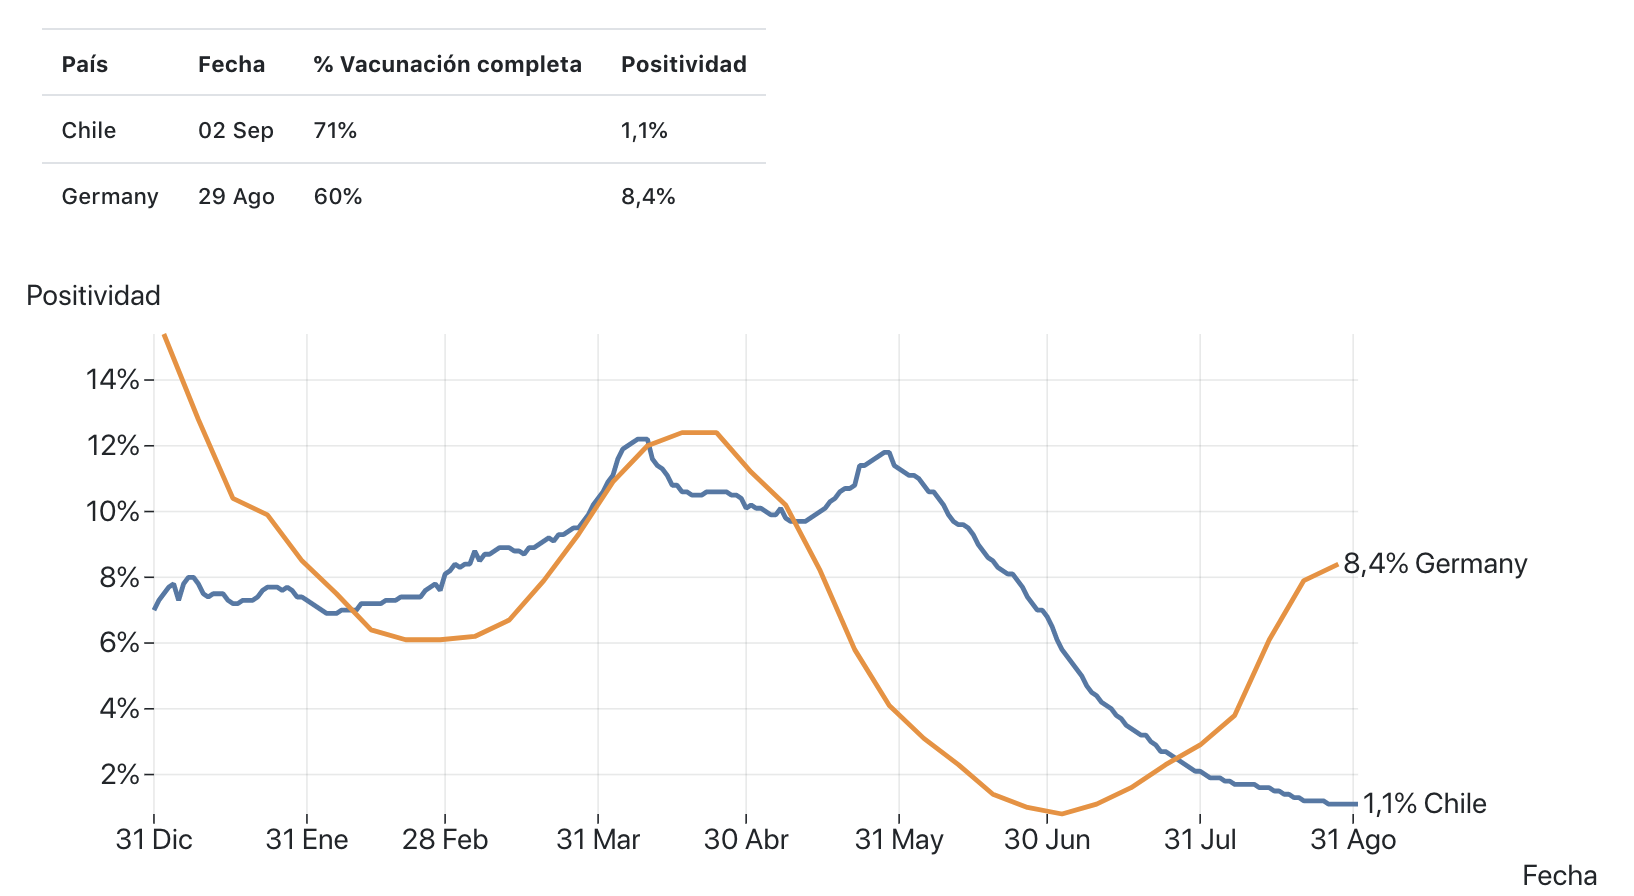 País Fecha % Vacunación completa Positividad
Chile 02 Sep 71% 1,1%
Germany 29 Ago 60% 8,4%
Positividad
14%
12%
10%
8%
6%
4%
2%
8,4% Germany
1,1% Chile
31 Dic 31 Ene 28 Feb 31 Mar 30 Abr 31 May 30 Jun 31 Jul 31 Ago
Fecha